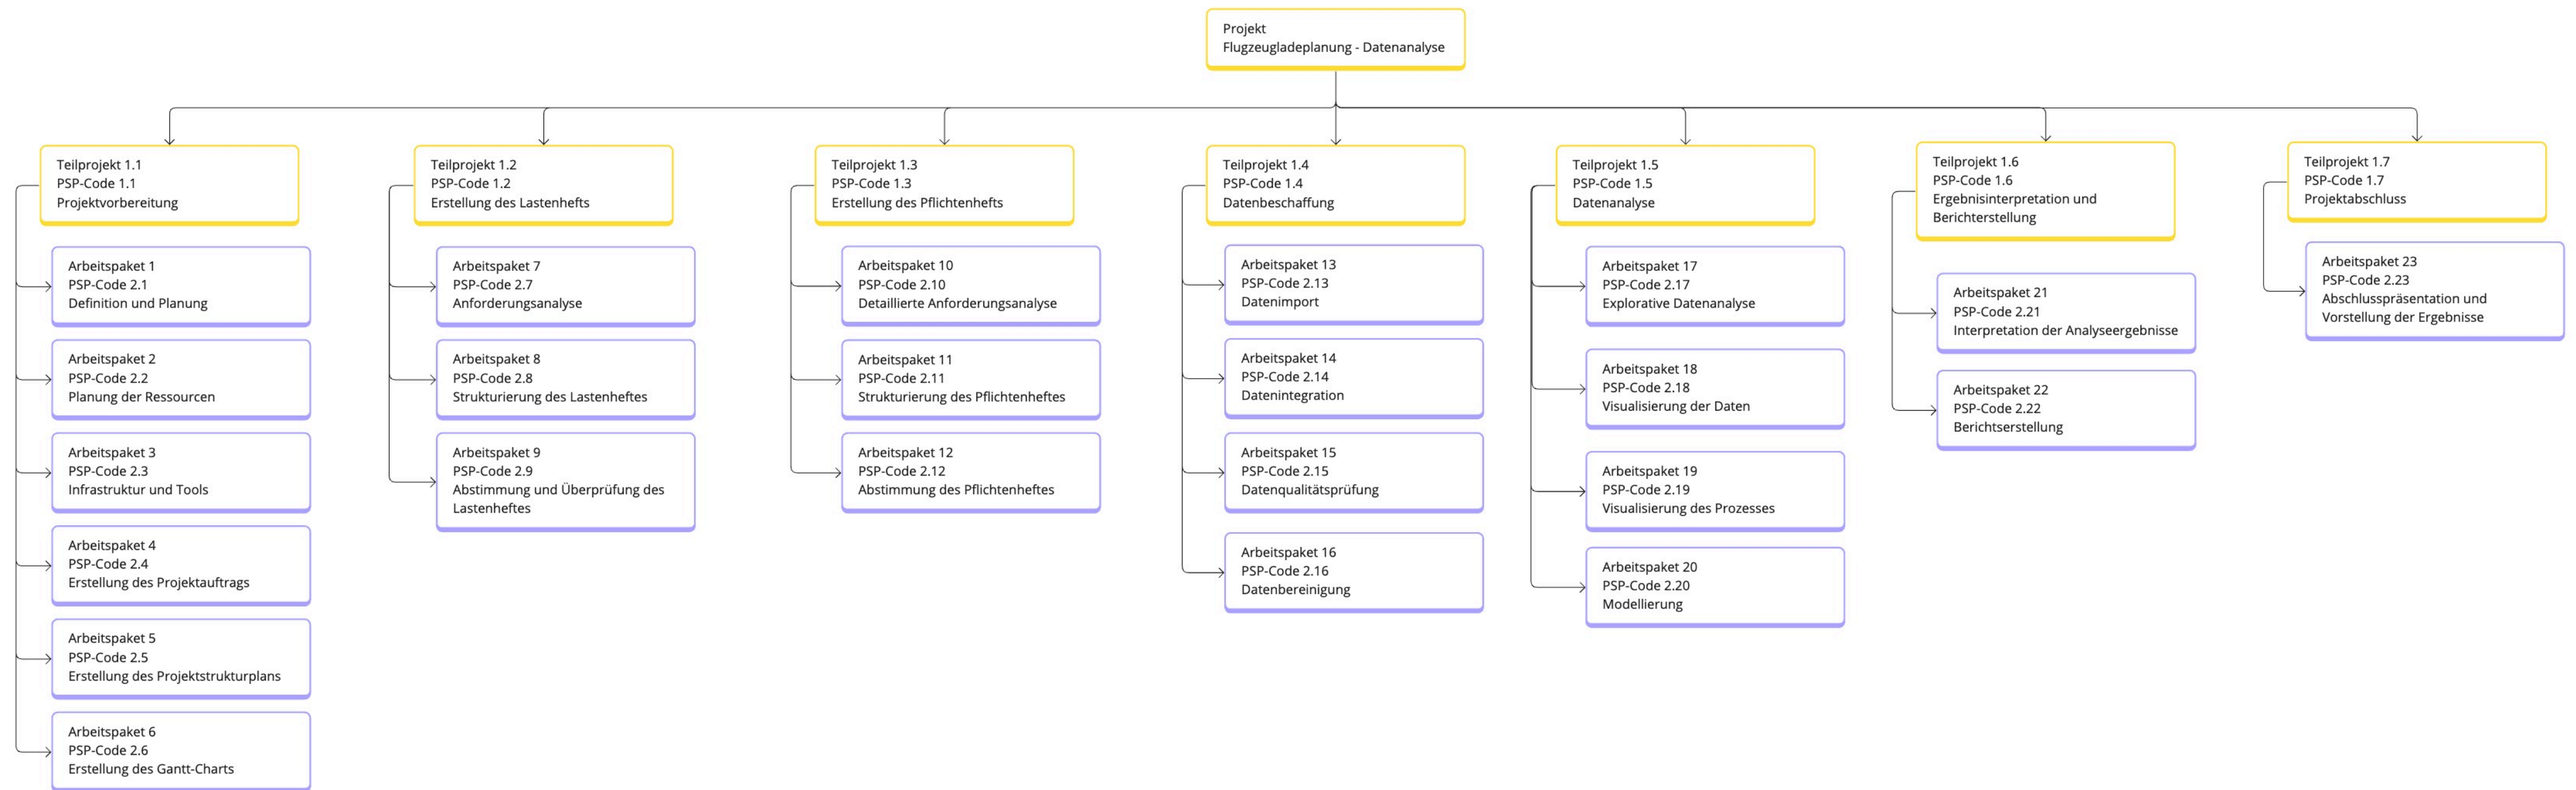 Projekt
Flugzeugladeplanung - Datenanalyse
Teilprojekt 1.1
PSP-Code 1.1
Projektvorbereitung
Arbeitspaket 1
PSP-Code 2.1
Definition und Planung
Arbeitspaket 2
PSP-Code 2.2
Planung der Ressourcen
Arbeitspaket 3
PSP-Code 2.3
Infrastruktur und Tools
Arbeitspaket 4
PSP-Code 2.4
Erstellung des Projektauftrags
Arbeitspaket 5
PSP-Code 2.5
Erstellung des Projektstrukturplans
Arbeitspaket 6
PSP-Code 2.6
Erstellung des Gantt-Charts
Teilprojekt 1.2
PSP-Code 1.2
Erstellung des Lastenhefts
Arbeitspaket 7
PSP-Code 2.7
Anforderungsanalyse
Arbeitspaket 8
PSP-Code 2.8
Strukturierung des Lastenheftes
Arbeitspaket 9
PSP-Code 2.9
Abstimmung und Überprüfung des
Lastenheftes
Teilprojekt 1.3
PSP-Code 1.3
Erstellung des Pflichtenhefts
Arbeitspaket 10
PSP-Code 2.10
Detaillierte Anforderungsanalyse
Arbeitspaket 11
PSP-Code 2.11
Strukturierung des Pflichtenheftes
Arbeitspaket 12
PSP-Code 2.12
Abstimmung des Pflichtenheftes
Teilprojekt 1.4
PSP-Code 1.4
Datenbeschaffung
Arbeitspaket 13
PSP-Code 2.13
Datenimport
Arbeitspaket 14
PSP-Code 2.14
Datenintegration
Arbeitspaket 15
PSP-Code 2.15
Datenqualitätsprüfung
Arbeitspaket 16
PSP-Code 2.16
Datenbereinigung
Teilprojekt 1.5
PSP-Code 1.5
Datenanalyse
Arbeitspaket 17
PSP-Code 2.17
Explorative Datenanalyse
Arbeitspaket 18
PSP-Code 2.18
Visualisierung der Daten
Arbeitspaket 19
PSP-Code 2.19
Visualisierung des Prozesses
Arbeitspaket 20
PSP-Code 2.20
Modellierung
Teilprojekt 1.6
PSP-Code 1.6
Ergebnisinterpretation und
Berichterstellung
Arbeitspaket 21
PSP-Code 2.21
Interpretation der Analyseergebnisse
Arbeitspaket 22
PSP-Code 2.22
Berichtserstellung
Teilprojekt 1.7
PSP-Code 1.7
Projektabschluss
Arbeitspaket 23
PSP-Code 2.23
Abschlusspräsentation und
Vorstellung der Ergebnisse